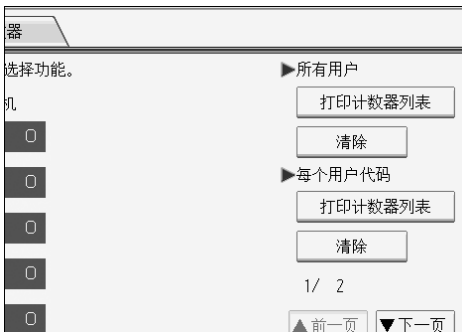 器
选择功能。
▶所有用户
机
打印计数器列表
0
清除
0
▶每个用户代码
打印计数器列表
0
清除
0
1/ 2
0
▲前一页 ▼下一页